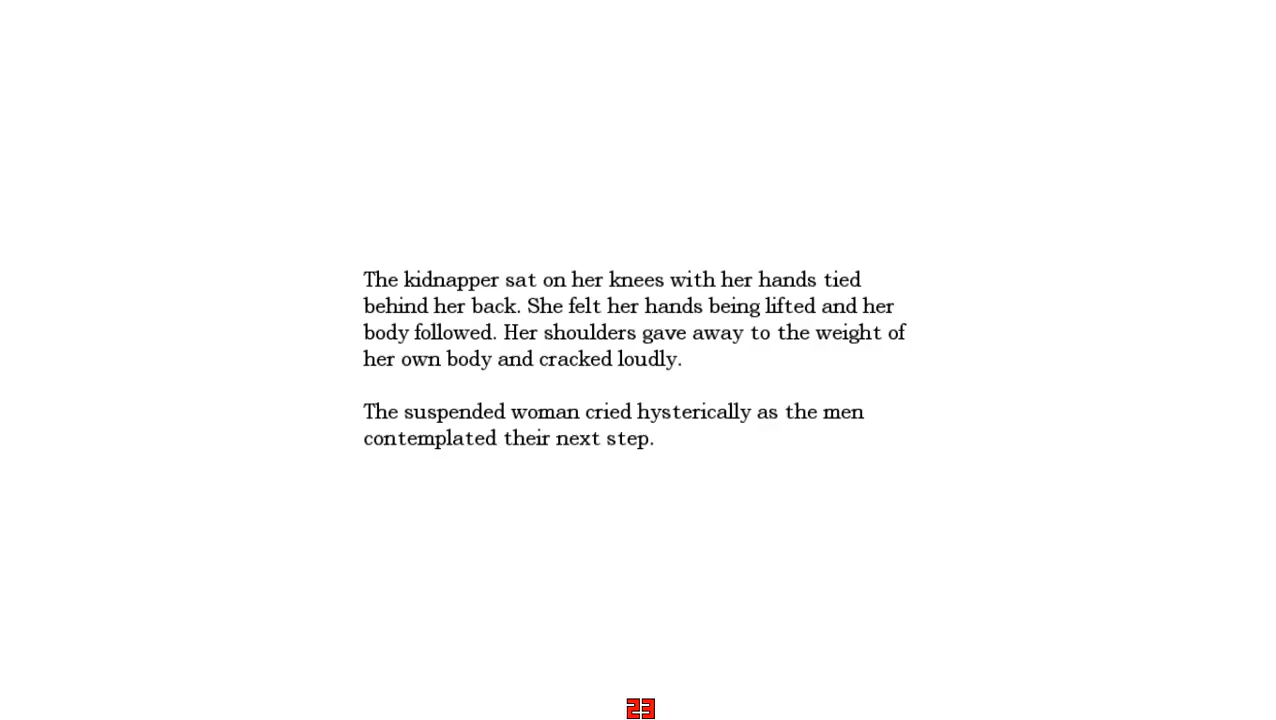 The kidnapper sat on her knees with her hands tied
behind her back. She felt her hands being lifted and her
body followed. Her shoulders gave away to the weight of
her own body and cracked loudly.
The suspended woman cried hysterically as the men
contemplated their next step.
23